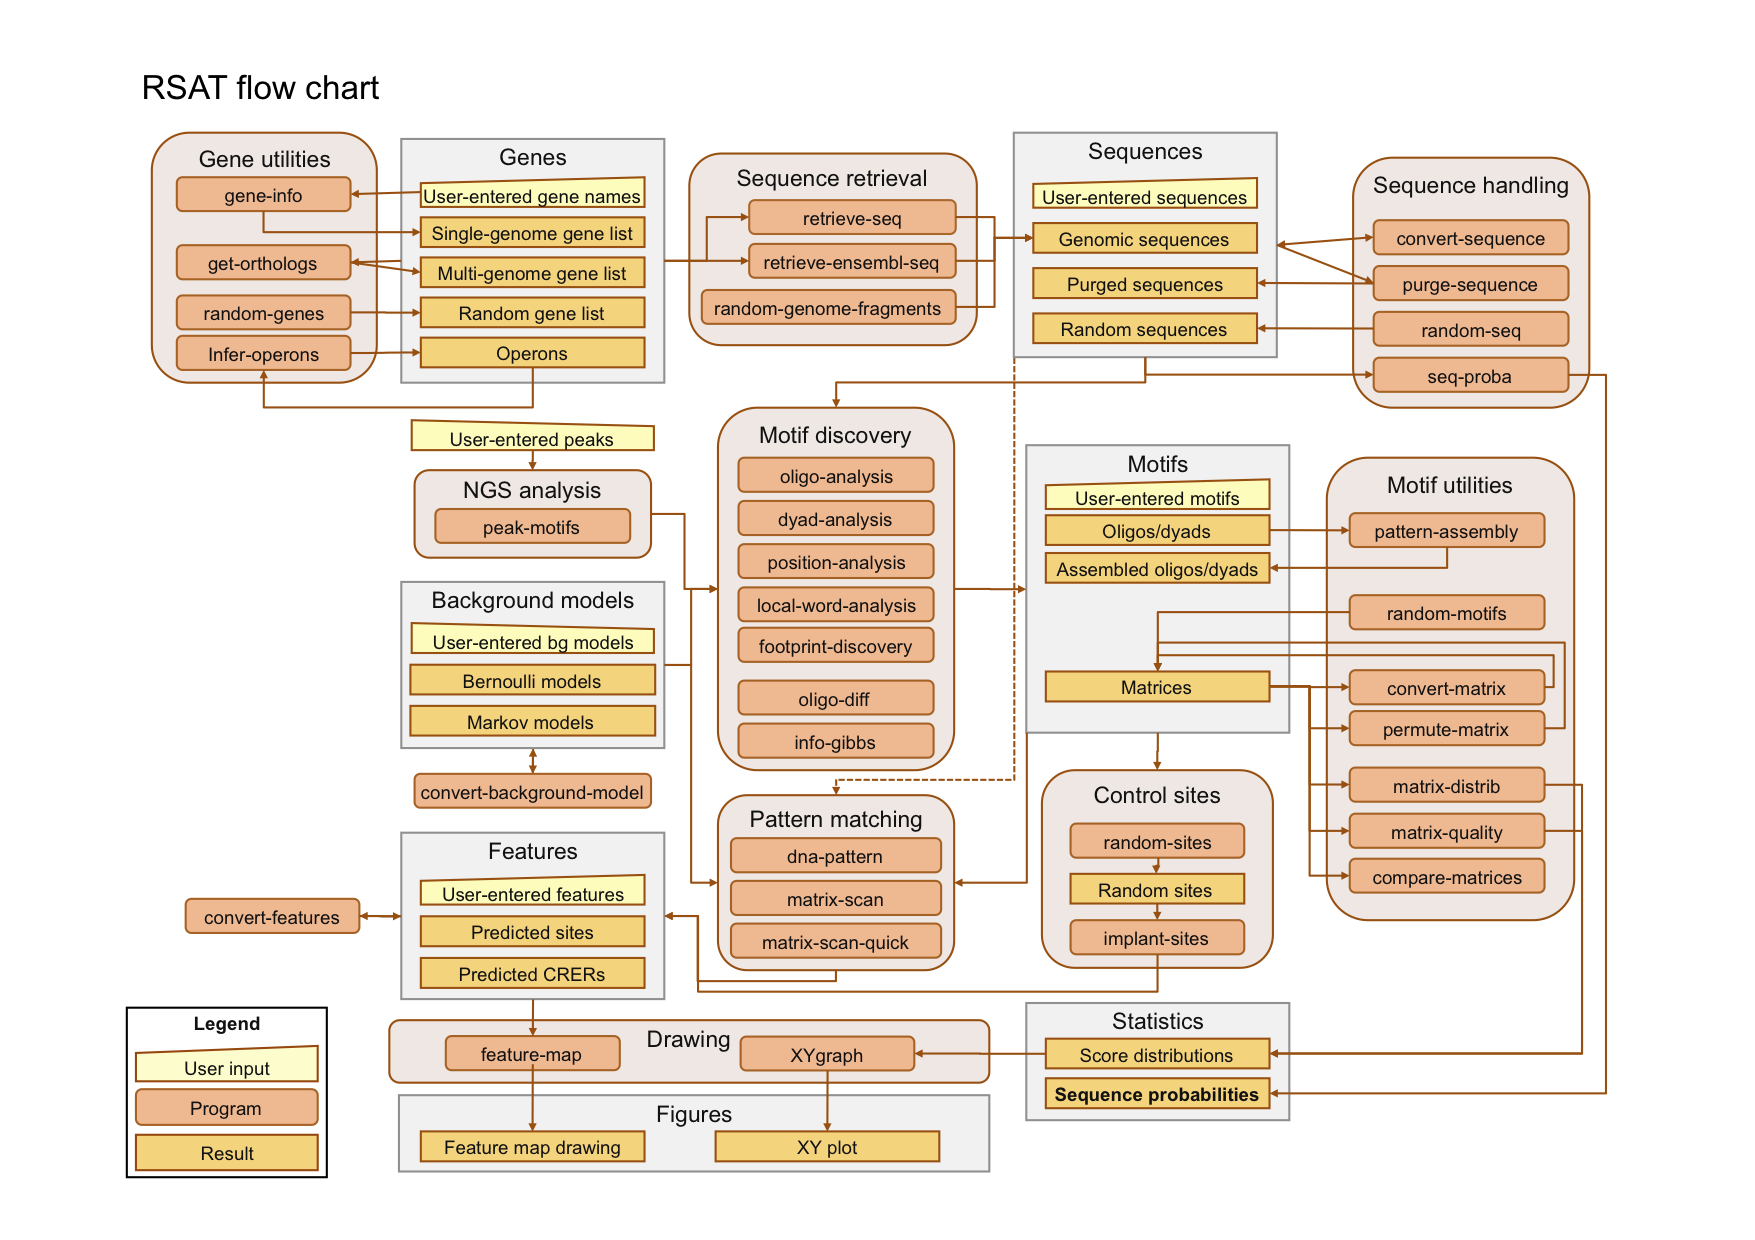 RSAT flow chart
Gene utilities
gene-info
get-orthologs
random-genes
Infer-operons
Genes
User-entered gene names
Single-genome gene list
Multi-genome gene list
Random gene list
Operons
Sequence retrieval
retrieve-seq
retrieve-ensembl-seq
random-genome-fragments
Sequences
User-entered sequences
Genomic sequences
Purged sequences
Random sequences
Sequence handling
convert-sequence
purge-sequence
random-seq
seq-proba
User-entered peaks
NGS analysis
peak-motifs
Background models
User-entered bg models
Bernoulli models
Markov models
convert-background-model
Motif discovery
oligo-analysis
dyad-analysis
position-analysis
local-word-analysis
footprint-discovery
oligo-diff
info-gibbs
Motifs
User-entered motifs
Oligos/dyads
Assembled oligos/dyads
Matrices
Motif utilities
pattern-assembly
random-motifs
convert-matrix
permute-matrix
matrix-distrib
matrix-quality
compare-matrices
Pattern matching
dna-pattern
matrix-scan
matrix-scan-quick
Control sites
random-sites
Random sites
implant-sites
convert-features
Features
User-entered features
Predicted sites
Predicted CRERs
Legend
User input
Program
Result
Drawing
feature-map
XYgraph
Statistics
Score distributions
Sequence probabilities
Figures
Feature map drawing
XY plot